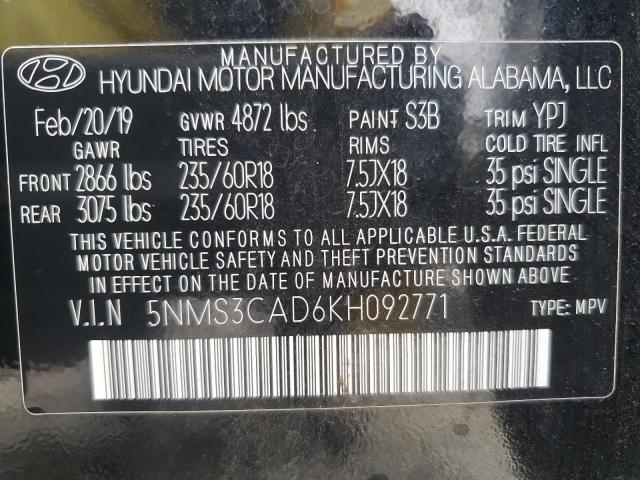 MANUFACTURED BY
HYUNDAI MOTOR MANUFACTURING ALABAMA, LLC
Feb/20/19 GVWR 4872 lbs PAINT S3B TRIM YPJ
GAWR TIRES RIMS COLD TIRE INFL
FRONT 2866 lbs 235/60R18 7.5JX18 35 psi SINGLE
REAR 3075 lbs 235/60R18 7.5JX18 35 psi SINGLE
THIS VEHICLE CONFORMS TO ALL APPLICABLE U.S.A. FEDERAL
MOTOR VEHICLE SAFETY AND THEFT PREVENTION STANDARDS
IN EFFECT ON THE DATE OF MANUFACTURE SHOWN ABOVE.
V.I.N 5NMS3CAD6KH092771 TYPE: MPV